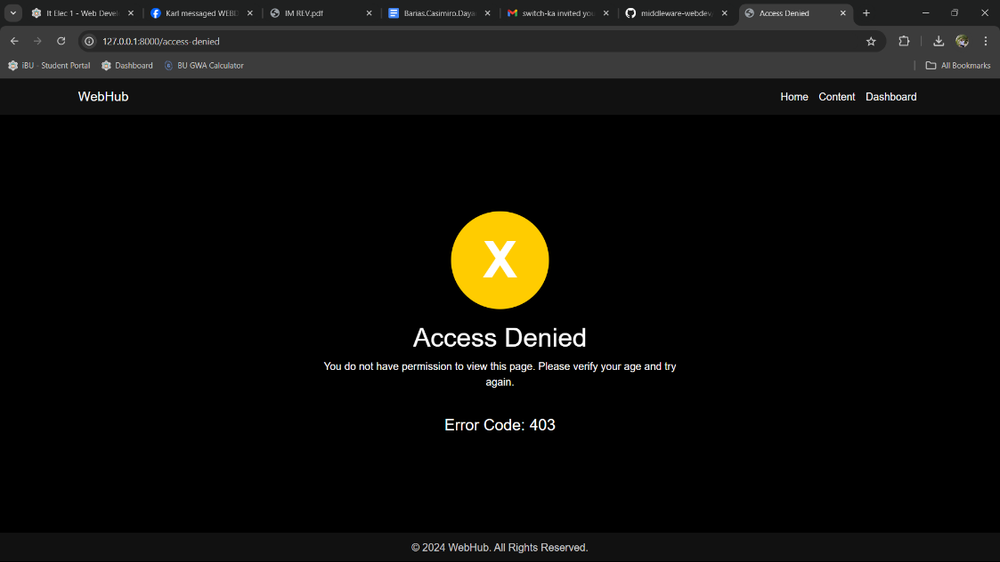 It Elec 1 - Web Devel
Karl messaged WEBD
IM REV.pdf
Barias.Casimiro.Daya
switch-ka invited you
middleware-webdev/
Access Denied
127.0.0.1:8000/access-denied
iBU - Student Portal
Dashboard
BU GWA Calculator
All Bookmarks
WebHub
Home Content Dashboard
X
Access Denied
You do not have permission to view this page. Please verify your age and try
again.
Error Code: 403
© 2024 WebHub. All Rights Reserved.